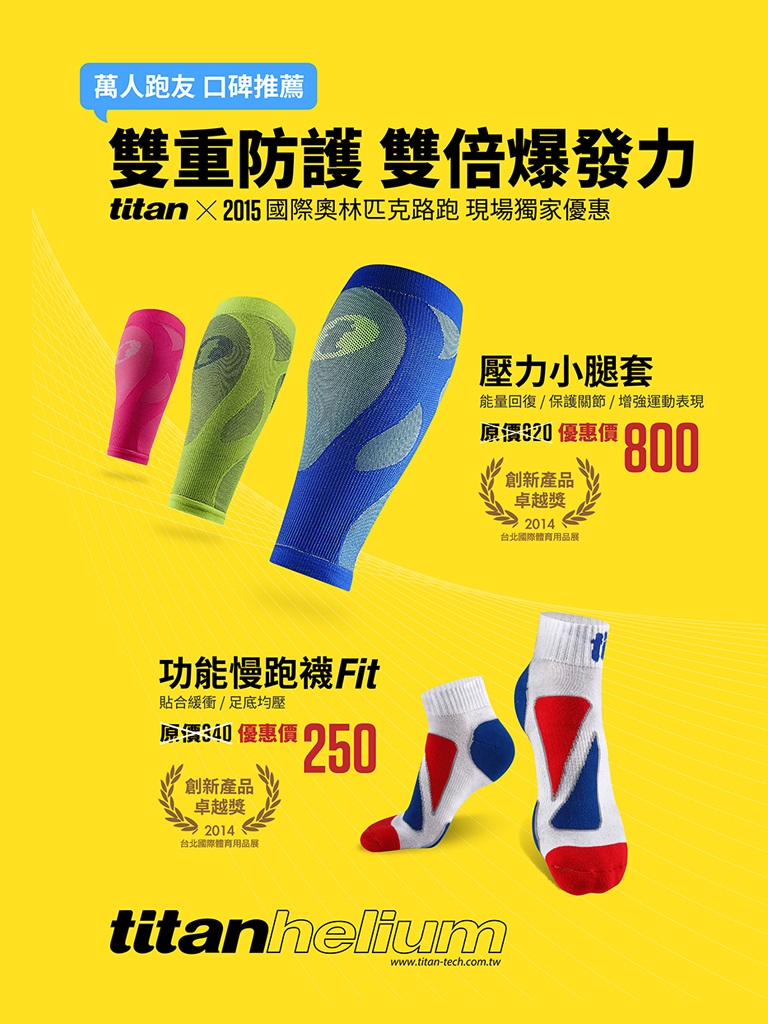 萬人跑友 口碑推薦
雙重防護 雙倍爆發力
titan × 2015 國際奧林匹克路跑 現場獨家優惠
壓力小腿套
能量回復 / 保護關節 / 增強運動表現
原價920 優惠價 800
創新產品
卓越獎
2014
台北國際體育用品展
功能慢跑襪Fit
貼合緩衝 / 足底均壓
原價340 優惠價 250
創新產品
卓越獎
2014
台北國際體育用品展
titanhelium
www.titan-tech.com.tw